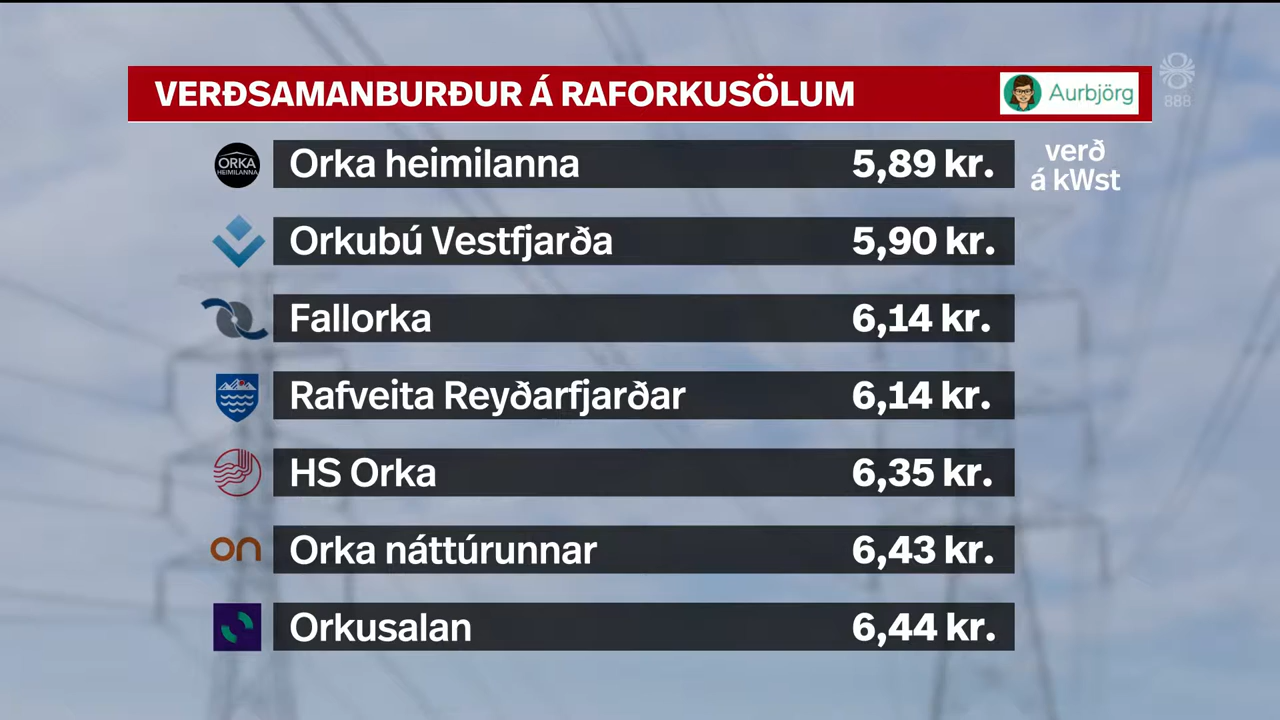 VERÐSAMANBURÐUR Á RAFORKUSÖLUM
Aurbjörg
888
ORKA
HEIMILANNA
Orka heimilanna 5,89 kr.
verð
á kWst
Orkubú Vestfjarða 5,90 kr.
Fallorka 6,14 kr.
Rafveita Reyðarfjarðar 6,14 kr.
HS Orka 6,35 kr.
on
Orka náttúrunnar 6,43 kr.
Orkusalan 6,44 kr.